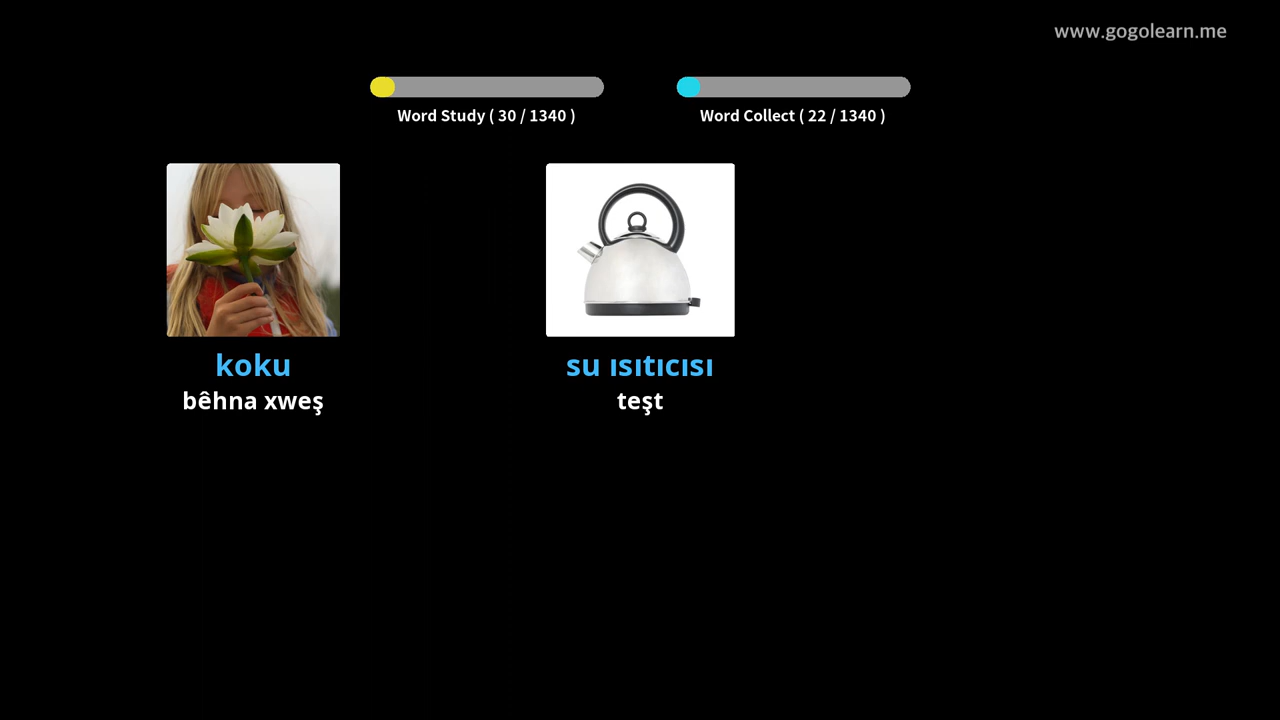 www.gogolearn.me
Word Study ( 30 / 1340 )
Word Collect ( 22 / 1340 )
koku
bêhna xweş
su ısıtıcısı
teşt